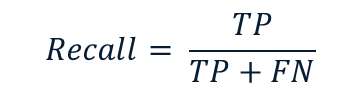 Recall = TP / (TP + FN)